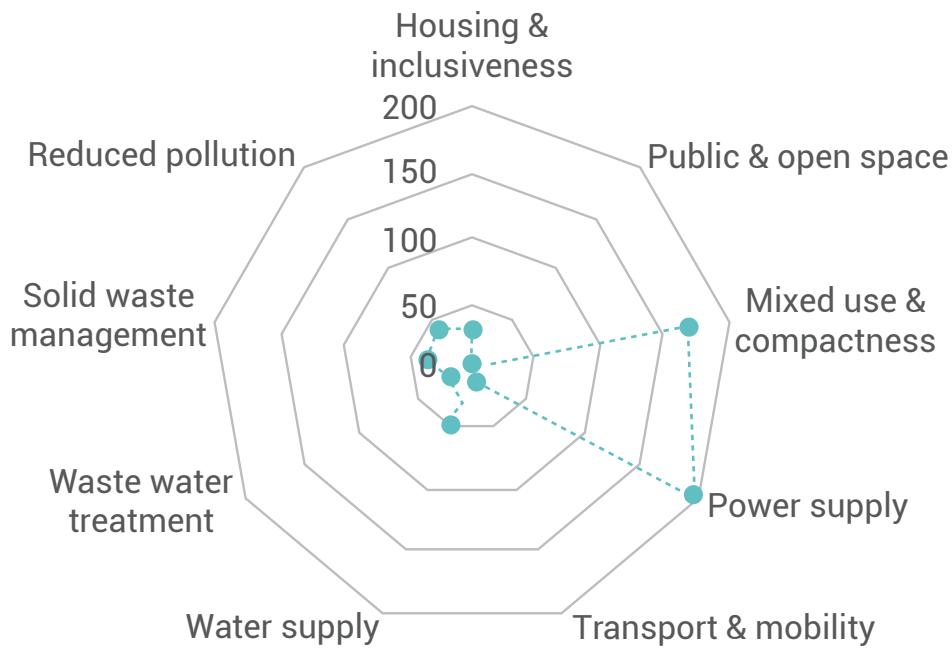 Housing &
inclusiveness
200
Reduced pollution
Public & open space
150
100
Solid waste
management
50
Mixed use &
compactness
0
Waste water
treatment
Power supply
Water supply
Transport & mobility